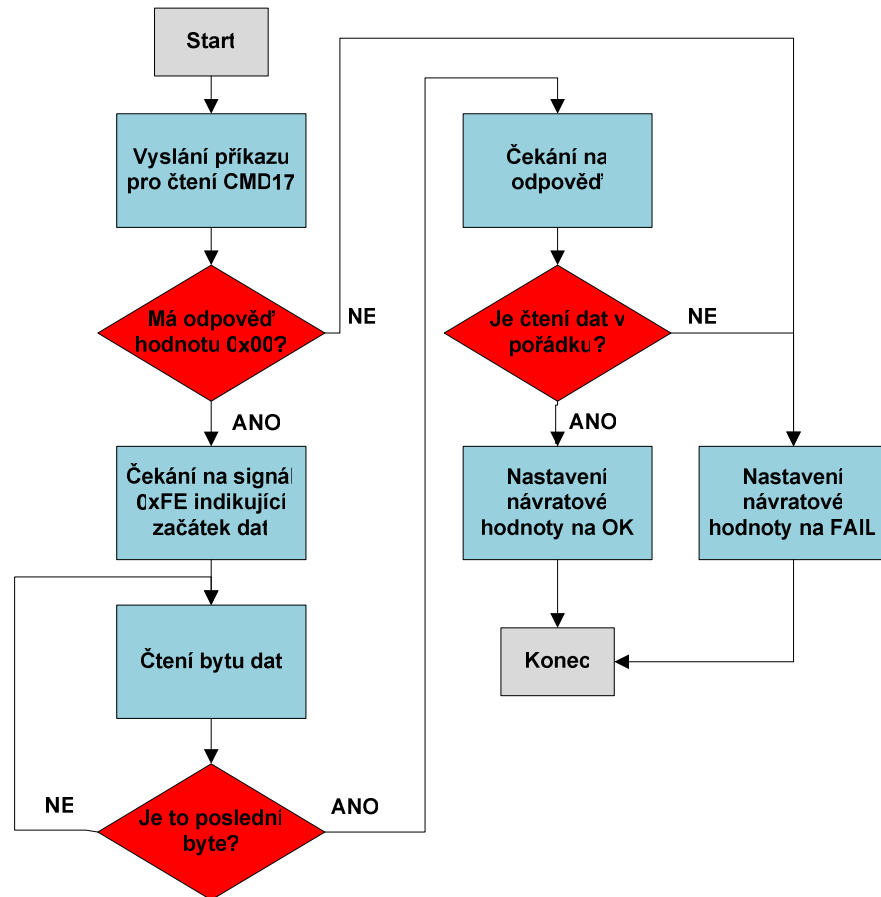 Start
Vyslání příkazu
pro čtení CMD17
Má odpověď
hodnotu 0x00?
NE
ANO
Čekání na signál
0xFE indikující
začátek dat
Čtení bytu dat
Je to poslední
byte?
NE
ANO
Čekání na
odpověď
Je čtení dat v
pořádku?
NE
ANO
Nastavení
návratové
hodnoty na OK
Nastavení
návratové
hodnoty na FAIL
Konec